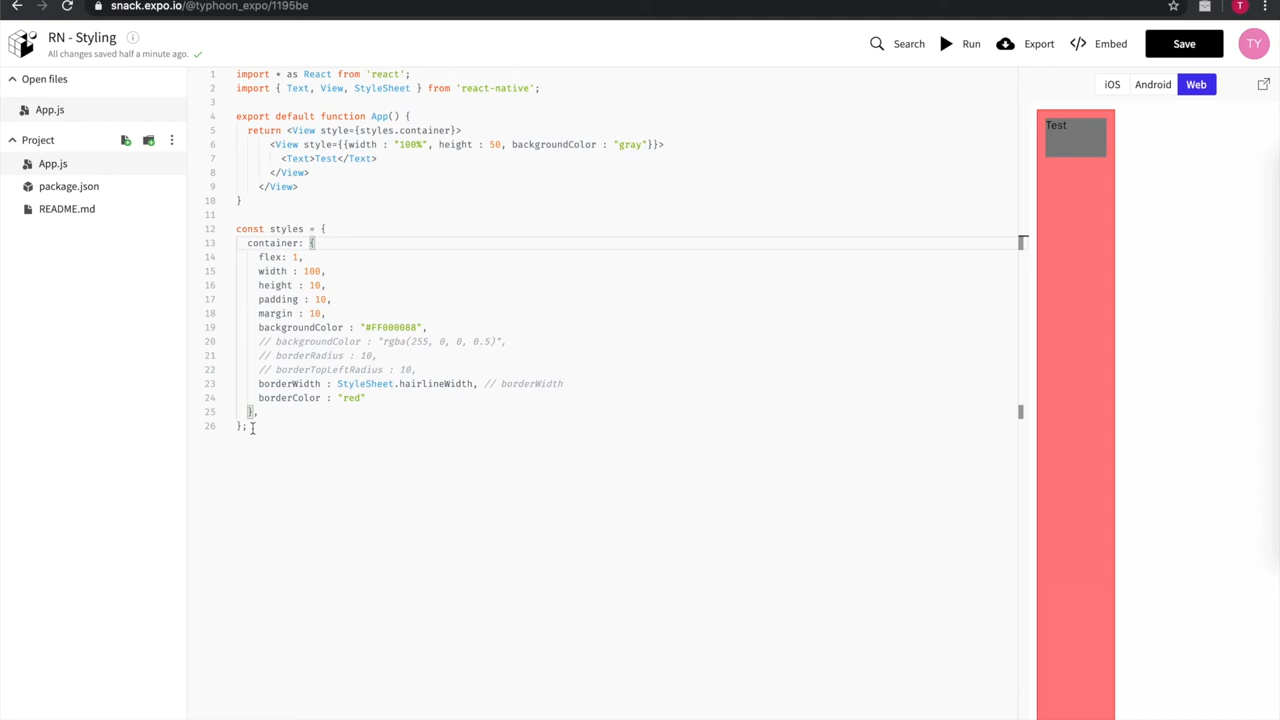 snack.expo.io/@typhoon_expo/1195be
T
RN - Styling
All changes saved half a minute ago.
Search
Run
Export
Embed
Save
TY
Open files
App.js
Project
App.js
package.json
README.md
1 import * as React from 'react';
2 import { Text, View, StyleSheet } from 'react-native';
3
4 export default function App() {
5 return <View style={styles.container}>
6 <View style={{width : "100%", height : 50, backgroundColor : "gray"}}>
7 <Text>Test</Text>
8 </View>
9 </View>
10 }
11
12 const styles = {
13 container: {
14 flex: 1,
15 width : 100,
16 height : 10,
17 padding : 10,
18 margin : 10,
19 backgroundColor : "#FF000088",
20 // backgroundColor : "rgba(255, 0, 0, 0.5)",
21 // borderRadius : 10,
22 // borderTopLeftRadius : 10,
23 borderWidth : StyleSheet.hairlineWidth, // borderWidth
24 borderColor : "red"
25 },
26 };
iOS
Android
Web
Test